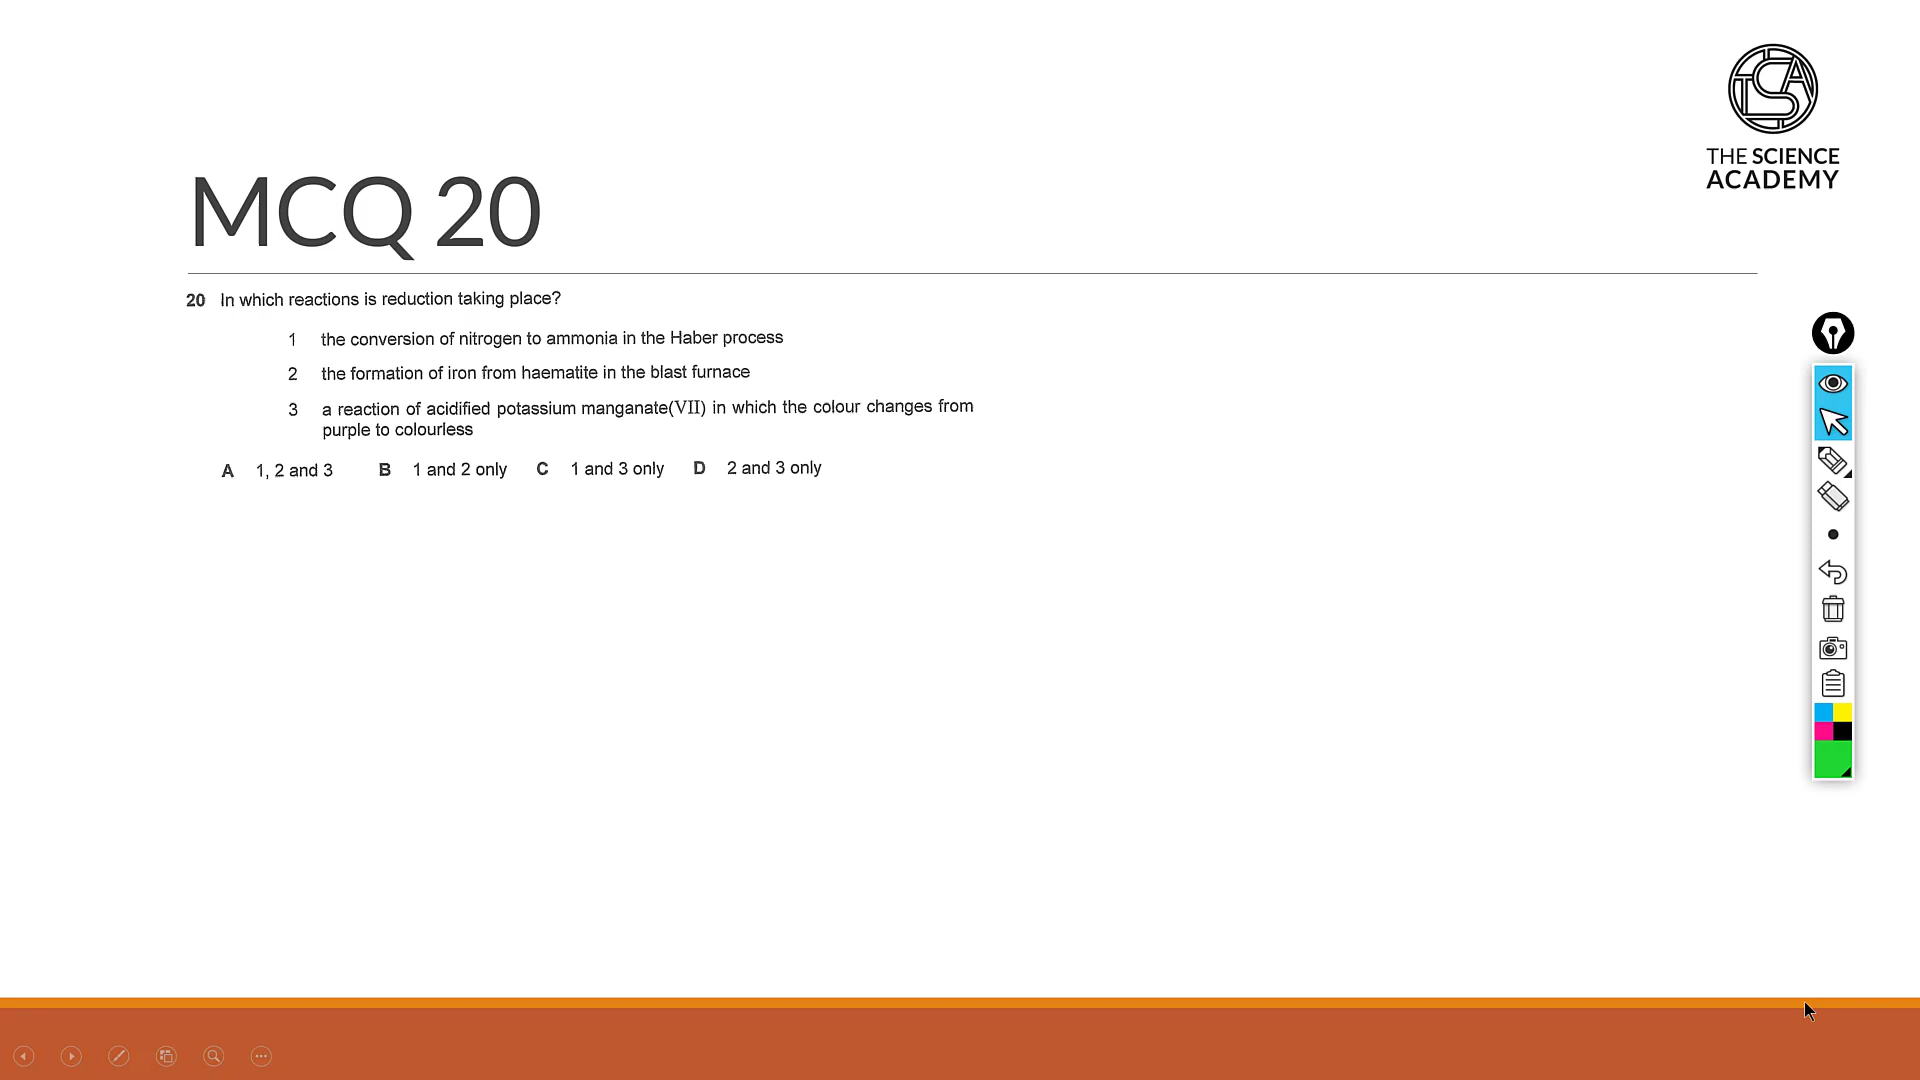 THE SCIENCE
ACADEMY
MCQ 20
20 In which reactions is reduction taking place?
1 the conversion of nitrogen to ammonia in the Haber process
2 the formation of iron from haematite in the blast furnace
3 a reaction of acidified potassium manganate(VII) in which the colour changes from
purple to colourless
A 1, 2 and 3 B 1 and 2 only C 1 and 3 only D 2 and 3 only